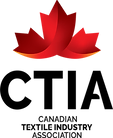 CTIA
CANADIAN
TEXTILE INDUSTRY
ASSOCIATION